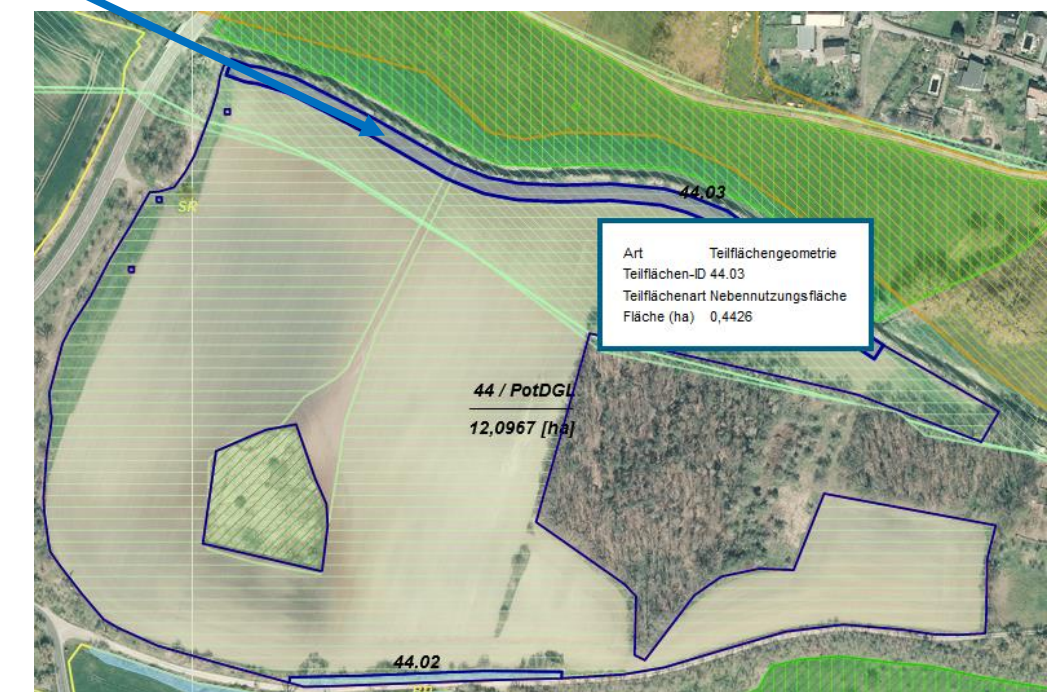 44.03
SR
Art Teilflächengeometrie
Teilflächen-ID 44.03
Teilflächenart Nebennutzungsfläche
Fläche (ha) 0,4426
44 / PotDGL
12,0967 [ha]
44.02